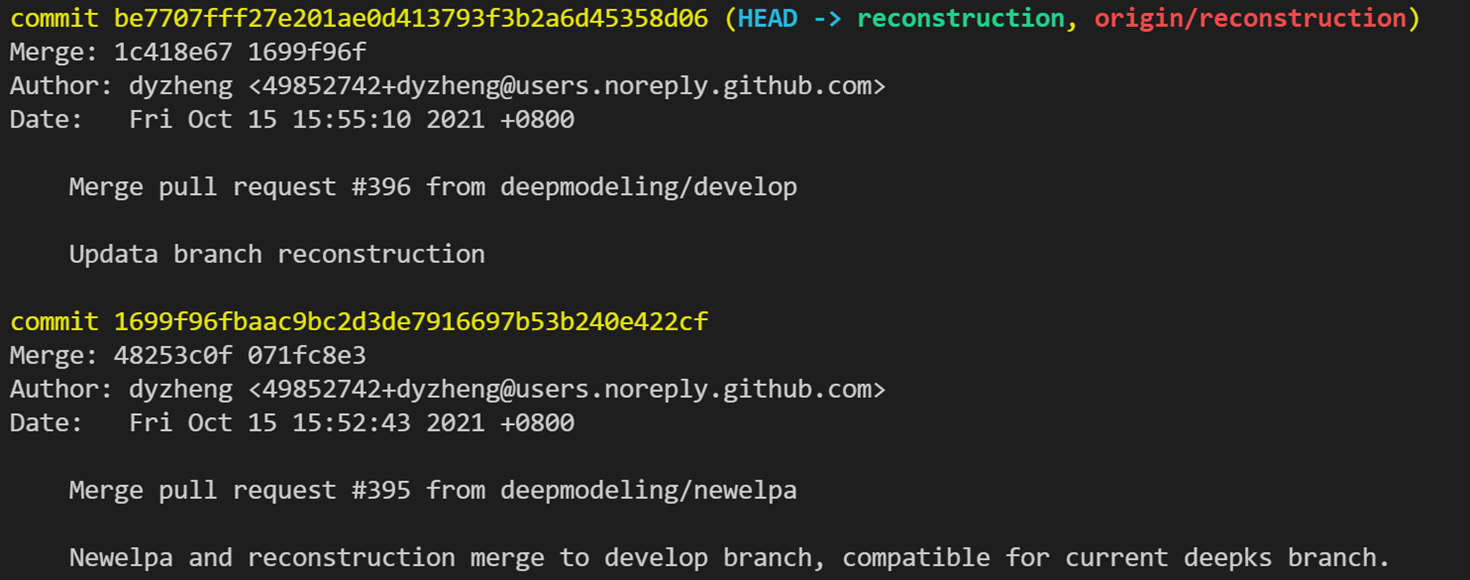 commit be7707fff27e201ae0d413793f3b2a6d45358d06 (HEAD -> reconstruction, origin/reconstruction)
Merge: 1c418e67 1699f96f
Author: dyzheng <49852742+dyzheng@users.noreply.github.com>
Date:   Fri Oct 15 15:55:10 2021 +0800
Merge pull request #396 from deepmodeling/develop
Updata branch reconstruction
commit 1699f96fbaac9bc2d3de7916697b53b240e422cf
Merge: 48253c0f 071fc8e3
Author: dyzheng <49852742+dyzheng@users.noreply.github.com>
Date:   Fri Oct 15 15:52:43 2021 +0800
Merge pull request #395 from deepmodeling/newelpa
Newelpa and reconstruction merge to develop branch, compatible for current deepks branch.